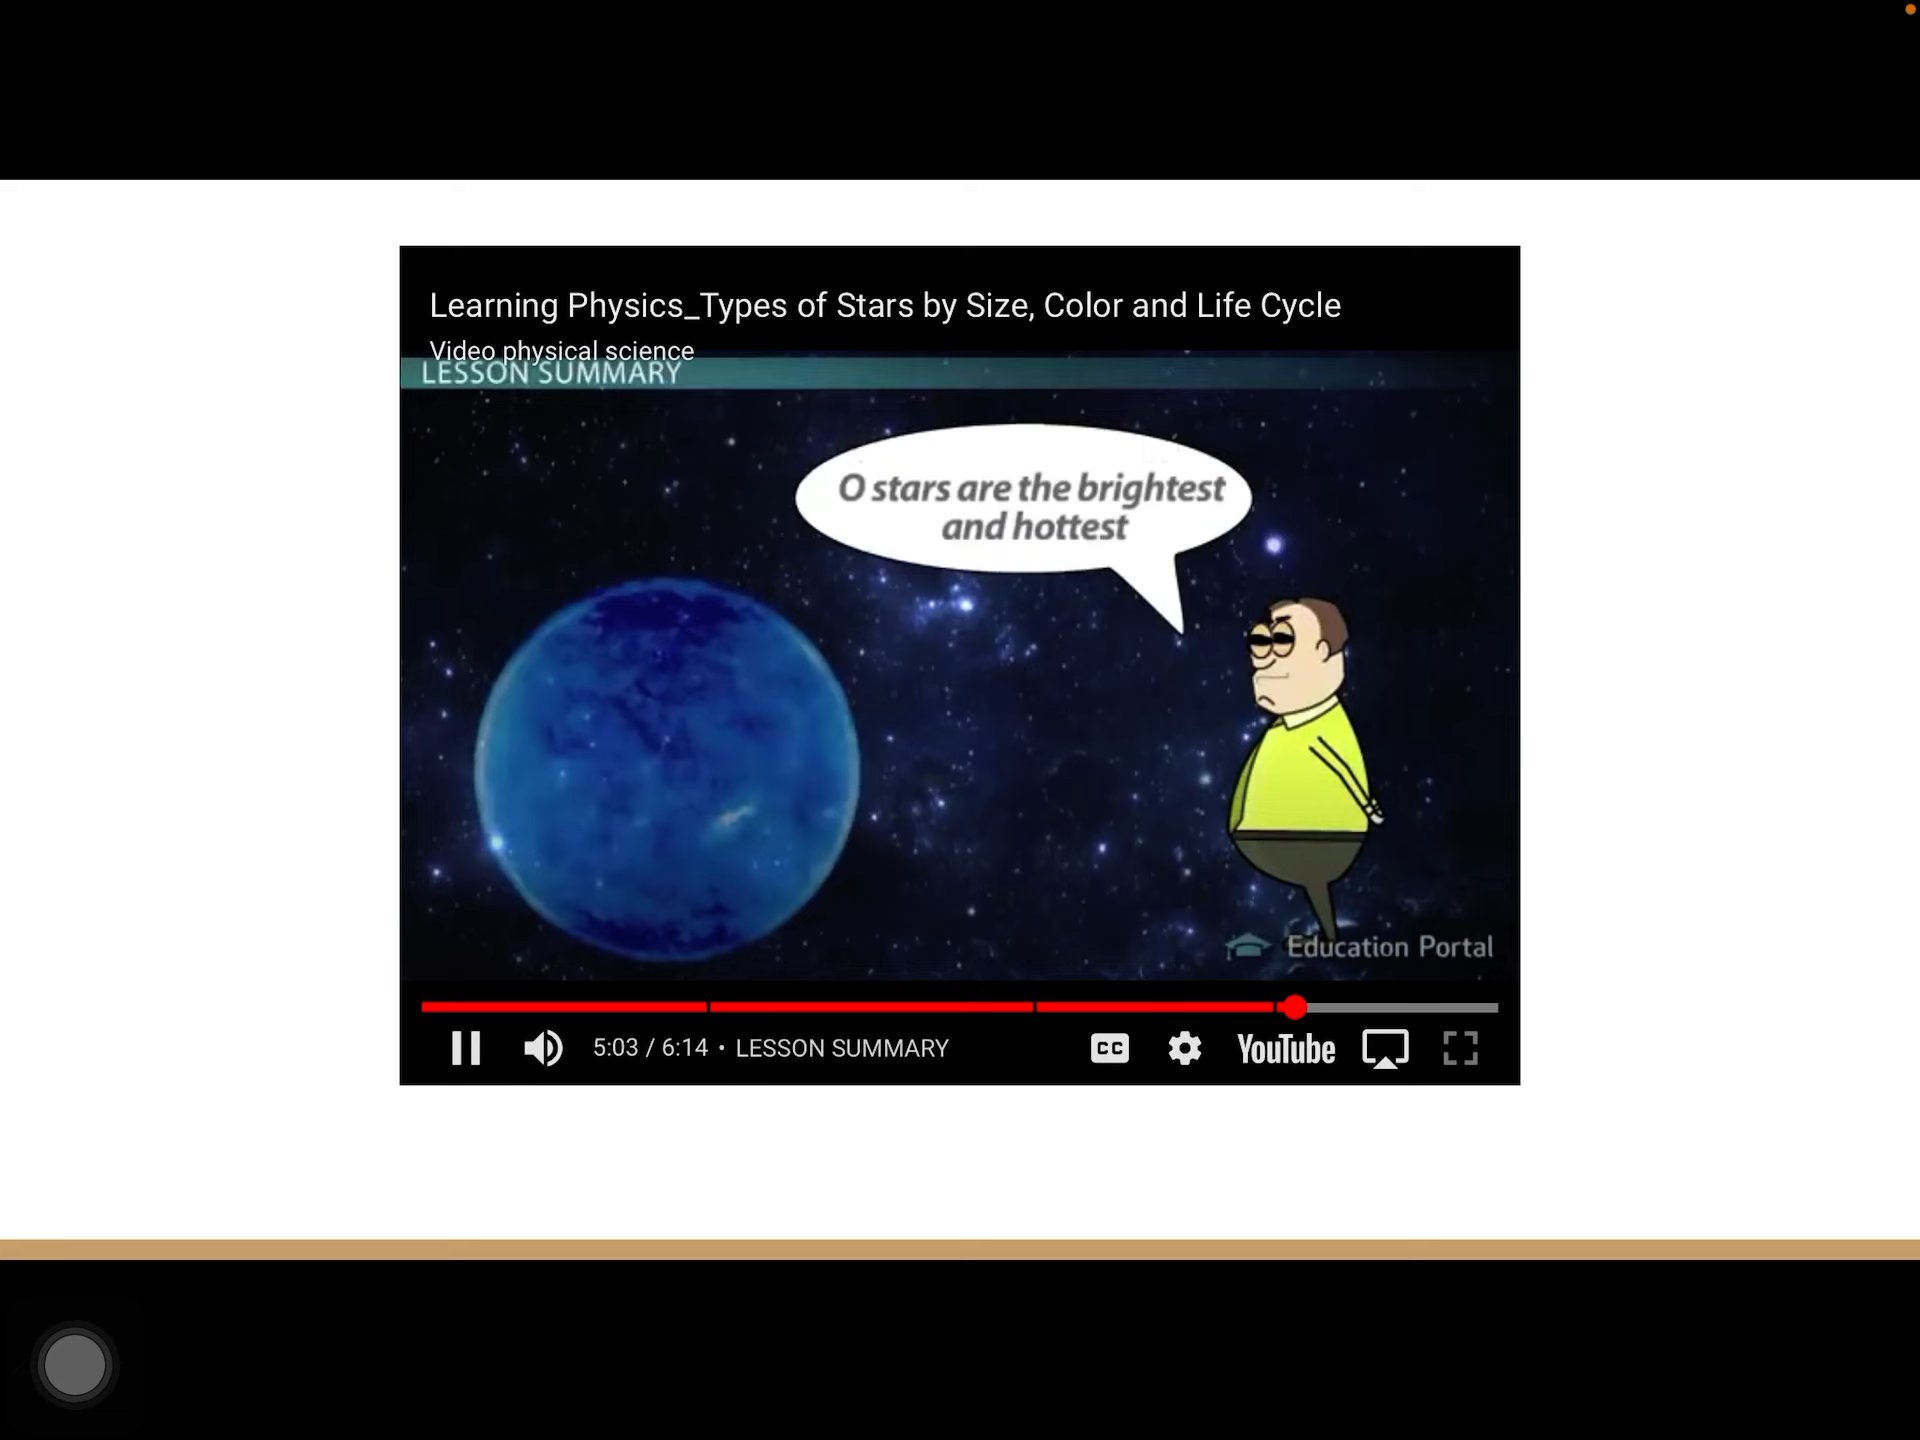 Learning Physics_Types of Stars by Size, Color and Life Cycle
Video physical science
LESSON SUMMARY
O stars are the brightest
and hottest
Education Portal
5:03 / 6:14 • LESSON SUMMARY
CC
YouTube